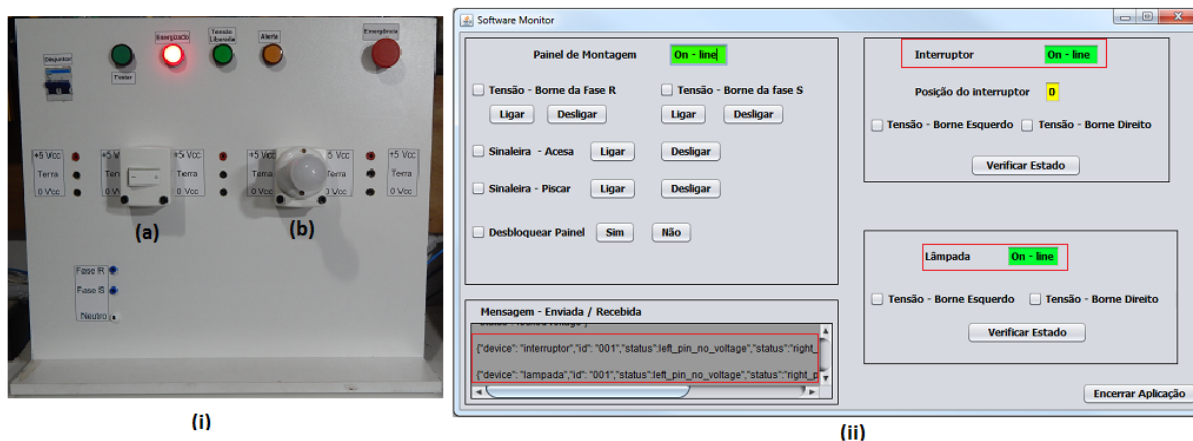 Disjuntor
Testar
Energizado
Tensão
Liberada
Alerta
Emergência
+5 Vcc
Terra
0 Vcc
+5 V
Ten
0 V
+5 Vcc
Terra
0 Vcc
+5 Vcc
Terra
0 Vcc
+5 Vcc
Terra
0 Vcc
+5 Vcc
Terra
0 Vcc
(a)
(b)
Fase R
Fase S
Neutro
(i)
Software Monitor
Painel de Montagem On - line
Tensão - Borne da Fase R
Ligar Desligar
Tensão - Borne da fase S
Ligar Desligar
Sinaleira - Acesa Ligar Desligar
Sinaleira - Piscar Ligar Desligar
Desbloquear Painel Sim Não
Mensagem - Enviada / Recebida
{"device": "interruptor","id": "001","status":left_pin_no_voltage","status":"right_
{"device": "lampada","id": "001","status":left_pin_no_voltage","status":"right_p
Interruptor On - line
Posição do interruptor 0
Tensão - Borne Esquerdo Tensão - Borne Direito
Verificar Estado
Lâmpada On - line
Tensão - Borne Esquerdo Tensão - Borne Direito
Verificar Estado
Encerrar Aplicação
(ii)